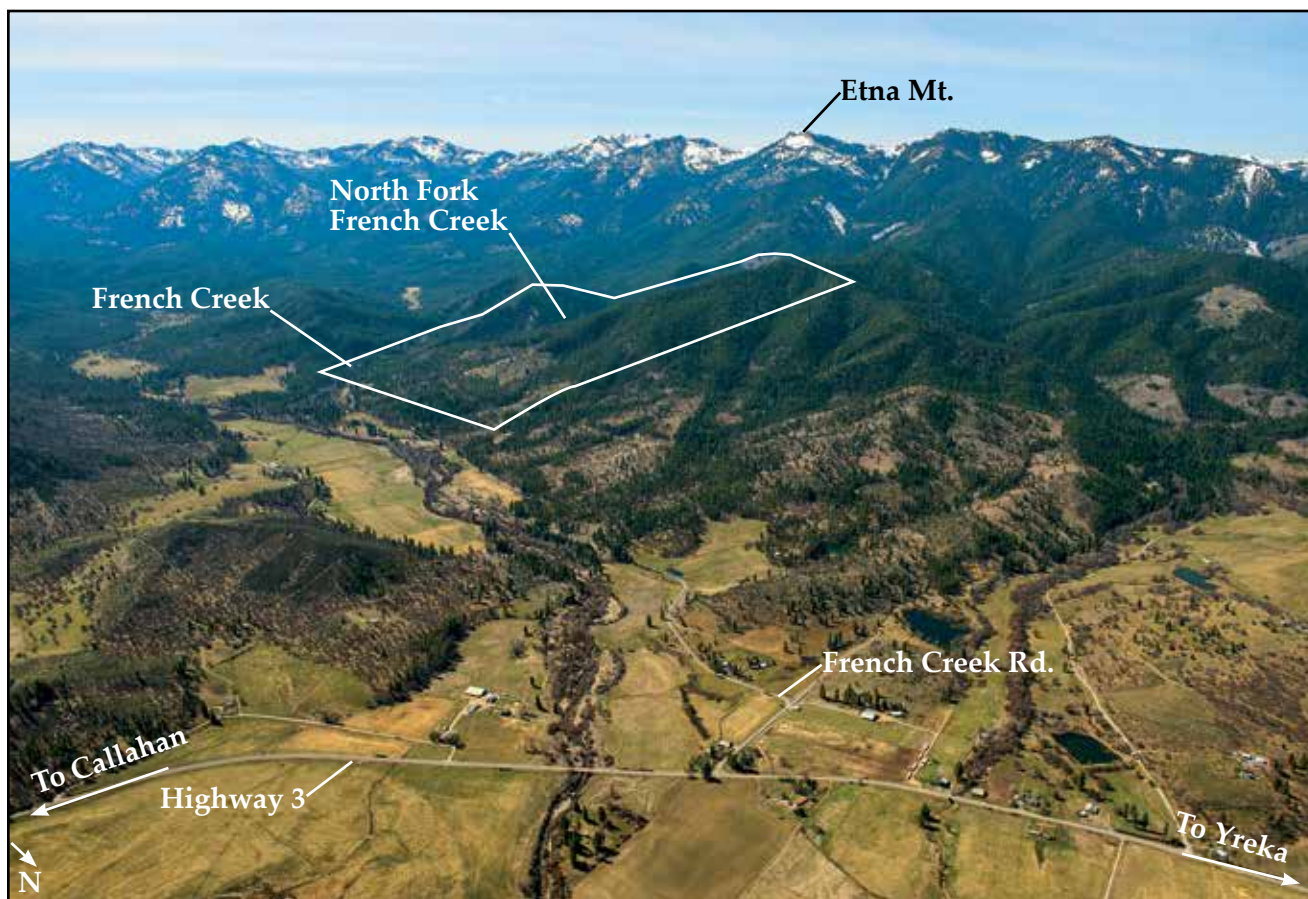 Etna Mt.
North Fork
French Creek
French Creek
French Creek Rd.
To Callahan
Highway 3
To Yreka
N